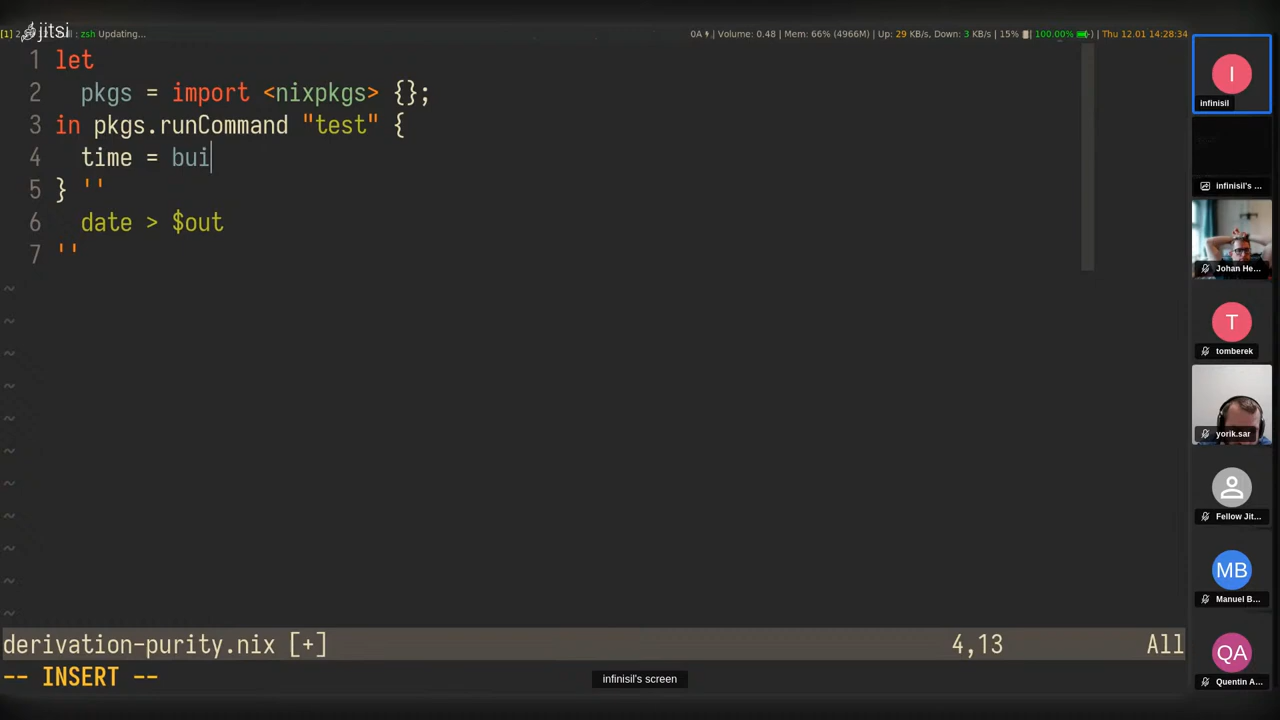 jitsi
[1] 2
zsh Updating...
0A | Volume: 0.48 | Mem: 66% (4966M) | Up: 29 KB/s, Down: 3 KB/s | 15% | 100.00% | Thu 12.01 14:28:34
1 let
2 pkgs = import <nixpkgs> {};
3 in pkgs.runCommand "test" {
4 time = bui
5 } ''
6 date > $out
7 ''
~
~
~
~
~
~
~
~
~
~
~
derivation-purity.nix [+] 4,13 All
-- INSERT --
infinisil's screen
I
infinisil
infinisil's ...
Johan He...
T
tomberek
yorik.sar
Fellow Jit...
MB
Manuel B...
QA
Quentin A...